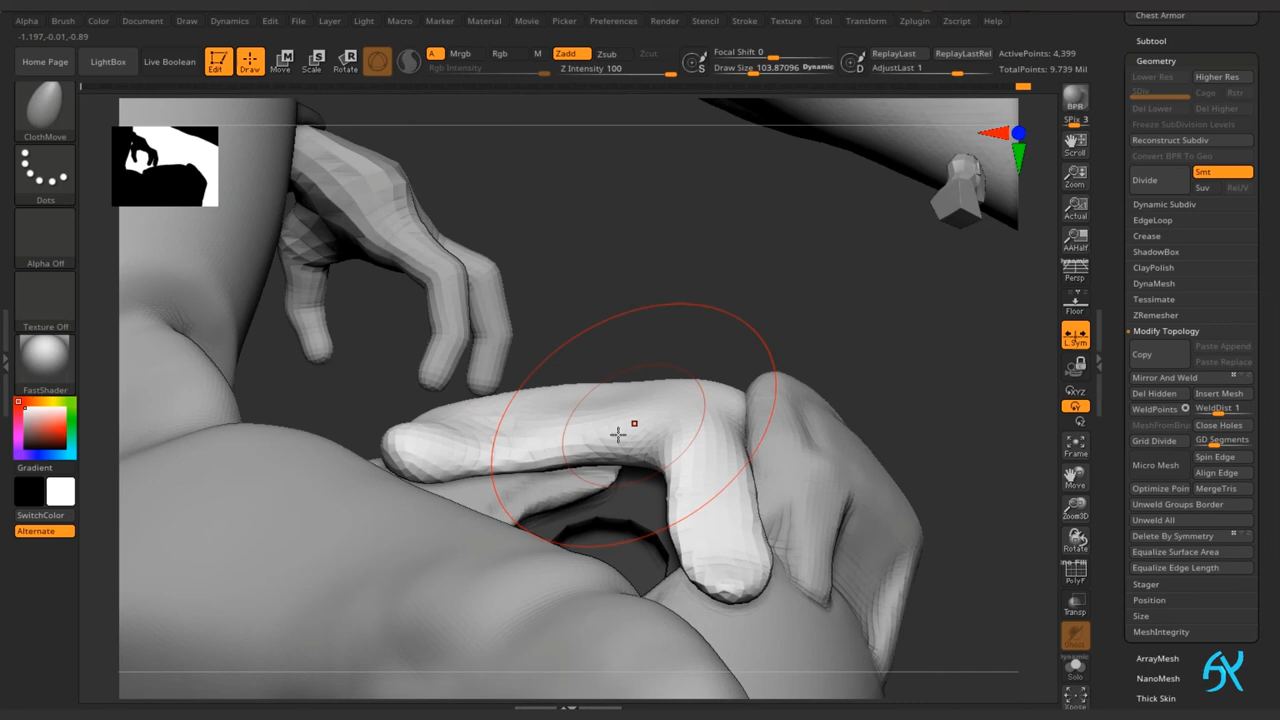 Alpha Brush Color Document Draw Dynamics Edit File Layer Light Macro Marker Material Movie Picker Preferences Render Stencil Stroke Texture Tool Transform Zplugin Zscript Help
-1.197,-0.01,-0.89
Home Page LightBox Live Boolean Edit Draw Move Scale Rotate A Mrgb Rgb M Zadd Zsub Zcut
Rgb Intensity Z Intensity 100
Focal Shift 0
Draw Size 103.87096 Dynamic
S
D
ReplayLast ReplayLastRel
AdjustLast 1
ActivePoints: 4,399
TotalPoints: 9.739 Mil
ClothMove
Dots
Alpha Off
Texture Off
FastShader
Gradient
SwitchColor
Alternate
BPR
SPix 3
Scroll
Zoom
Actual
AAHalf
Dynamic
Persp
Floor
L.Sym
XYZ
Y
Z
Frame
Move
Zoom3D
Rotate
PolyF
Transp
Ghost
Dynamic
Solo
Xpose
Chest Armor
Subtool
Geometry
Lower Res Higher Res
SDiv Cage Rstr
Del Lower Del Higher
Freeze SubDivision Levels
Reconstruct Subdiv
Convert BPR To Geo
Divide Smt
Suv ReUV
Dynamic Subdiv
EdgeLoop
Crease
ShadowBox
ClayPolish
DynaMesh
Tessimate
ZRemesher
Modify Topology
Copy Paste Append
Paste Replace
Mirror And Weld
Del Hidden Insert Mesh
WeldPoints WeldDist 1
MeshFromBru Close Holes
Grid Divide GD Segments
Micro Mesh Spin Edge
Align Edge
Optimize Poin MergeTris
Unweld Groups Border
Unweld All
Delete By Symmetry
Equalize Surface Area
Equalize Edge Length
Stager
Position
Size
MeshIntegrity
ArrayMesh
NanoMesh
Thick Skin